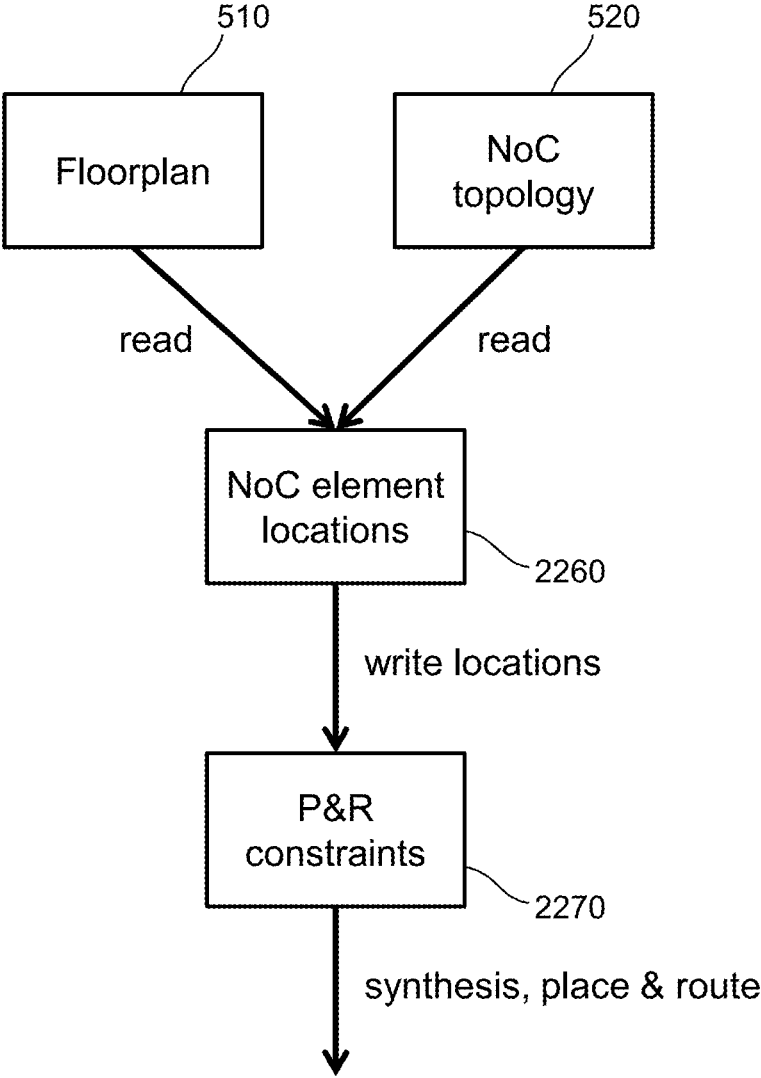 510
520
Floorplan
NoC
topology
read
read
NoC element
locations
2260
write locations
P&R
constraints
2270
synthesis, place & route